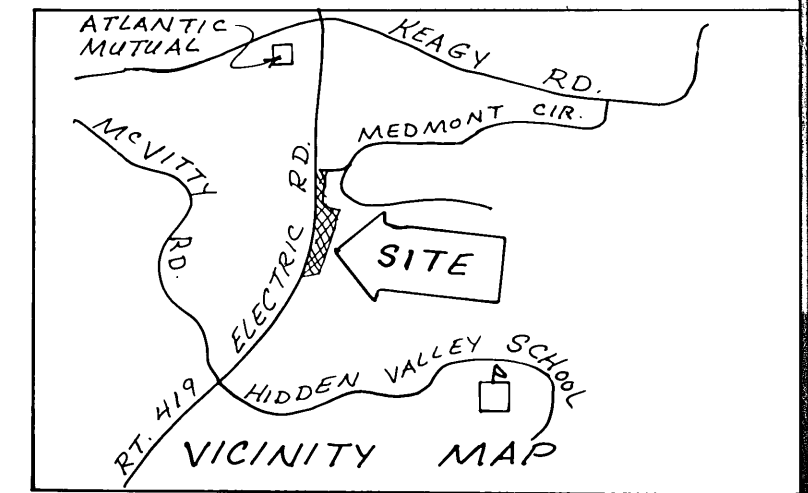 ATLANTIC
MUTUAL
KEAGY RD.
MEDMONT CIR.
McVITTY RD.
ELECTRIC RD.
SITE
HIDDEN VALLEY SCHOOL
RT. 419
VICINITY MAP